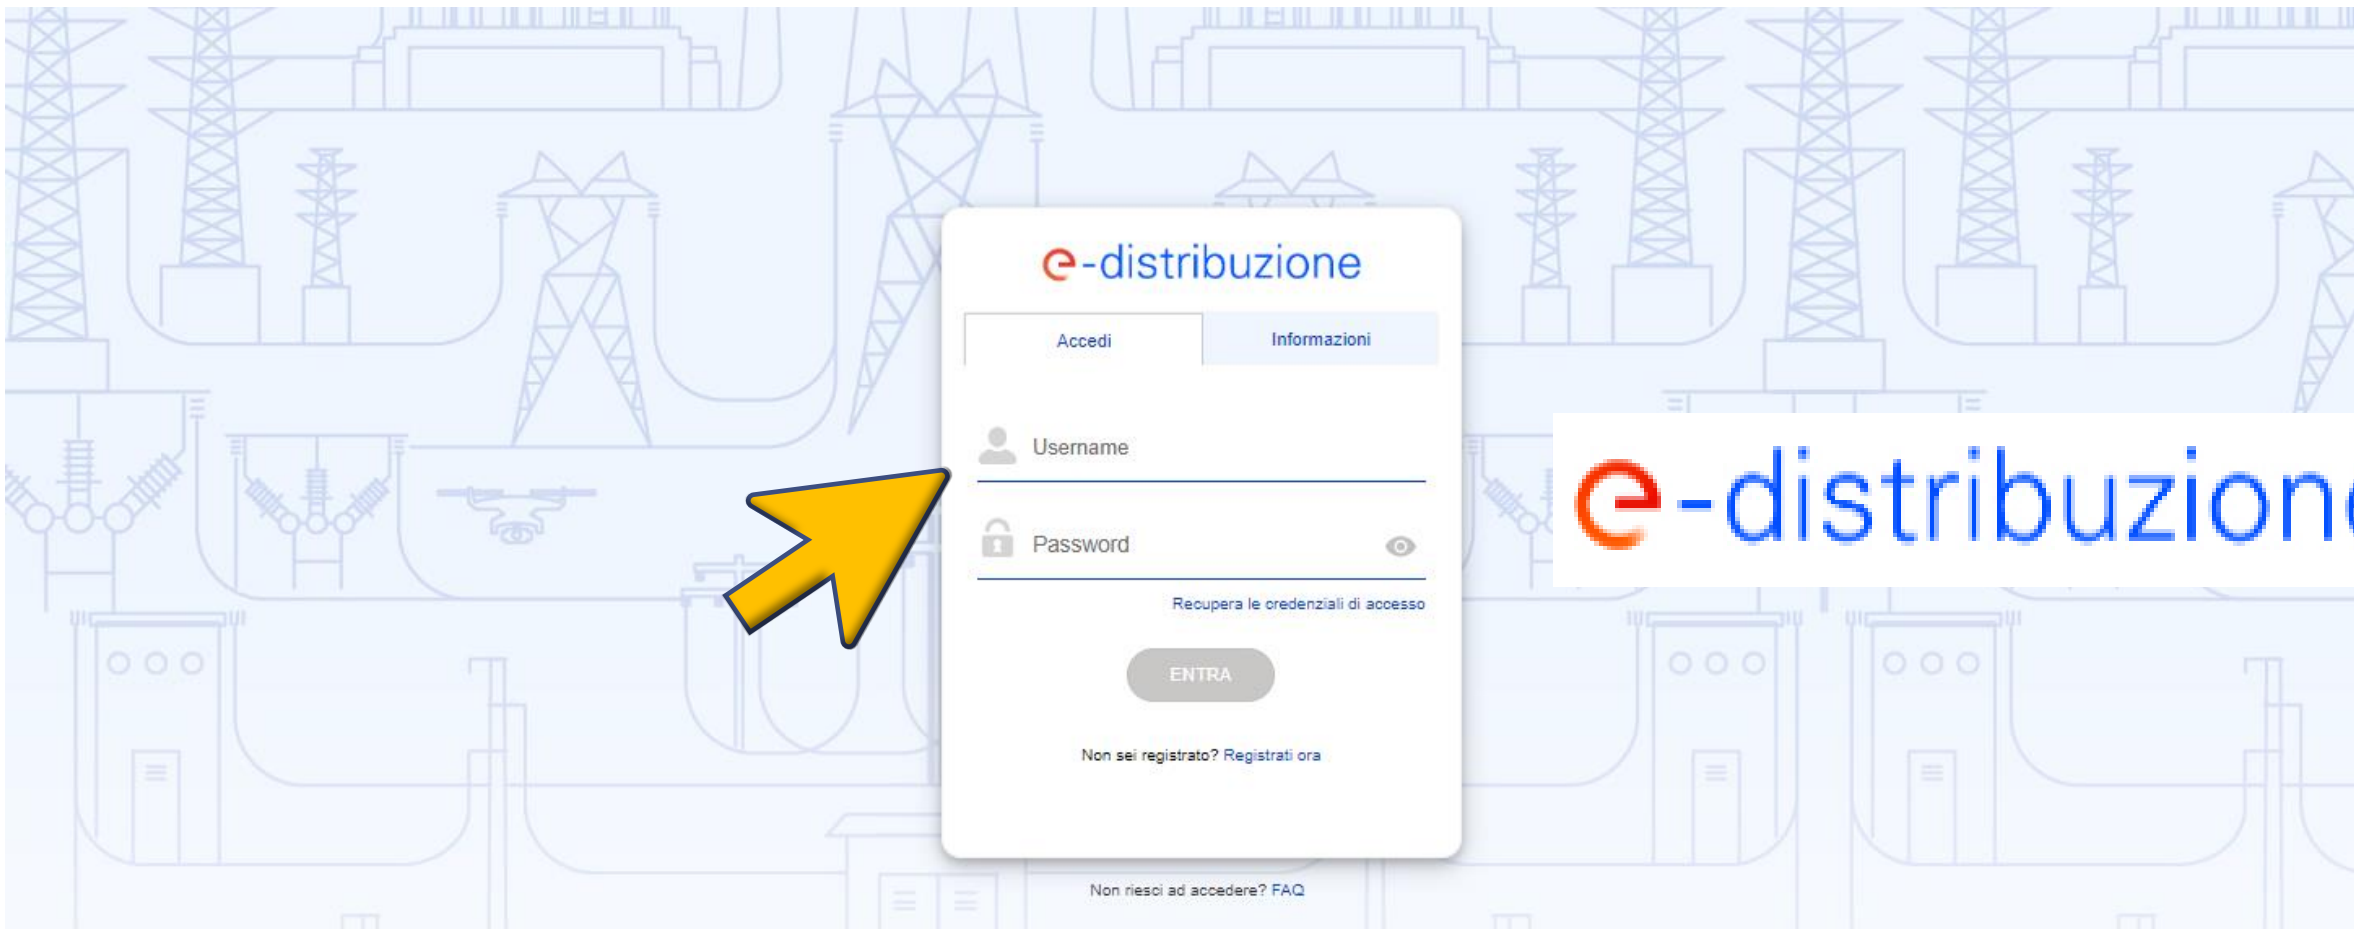 e-distribuzione
Accedi
Informazioni
Username
Password
Recupera le credenziali di accesso
ENTRA
Non sei registrato? Registrati ora
Non riesci ad accedere? FAQ
e-distribuzione